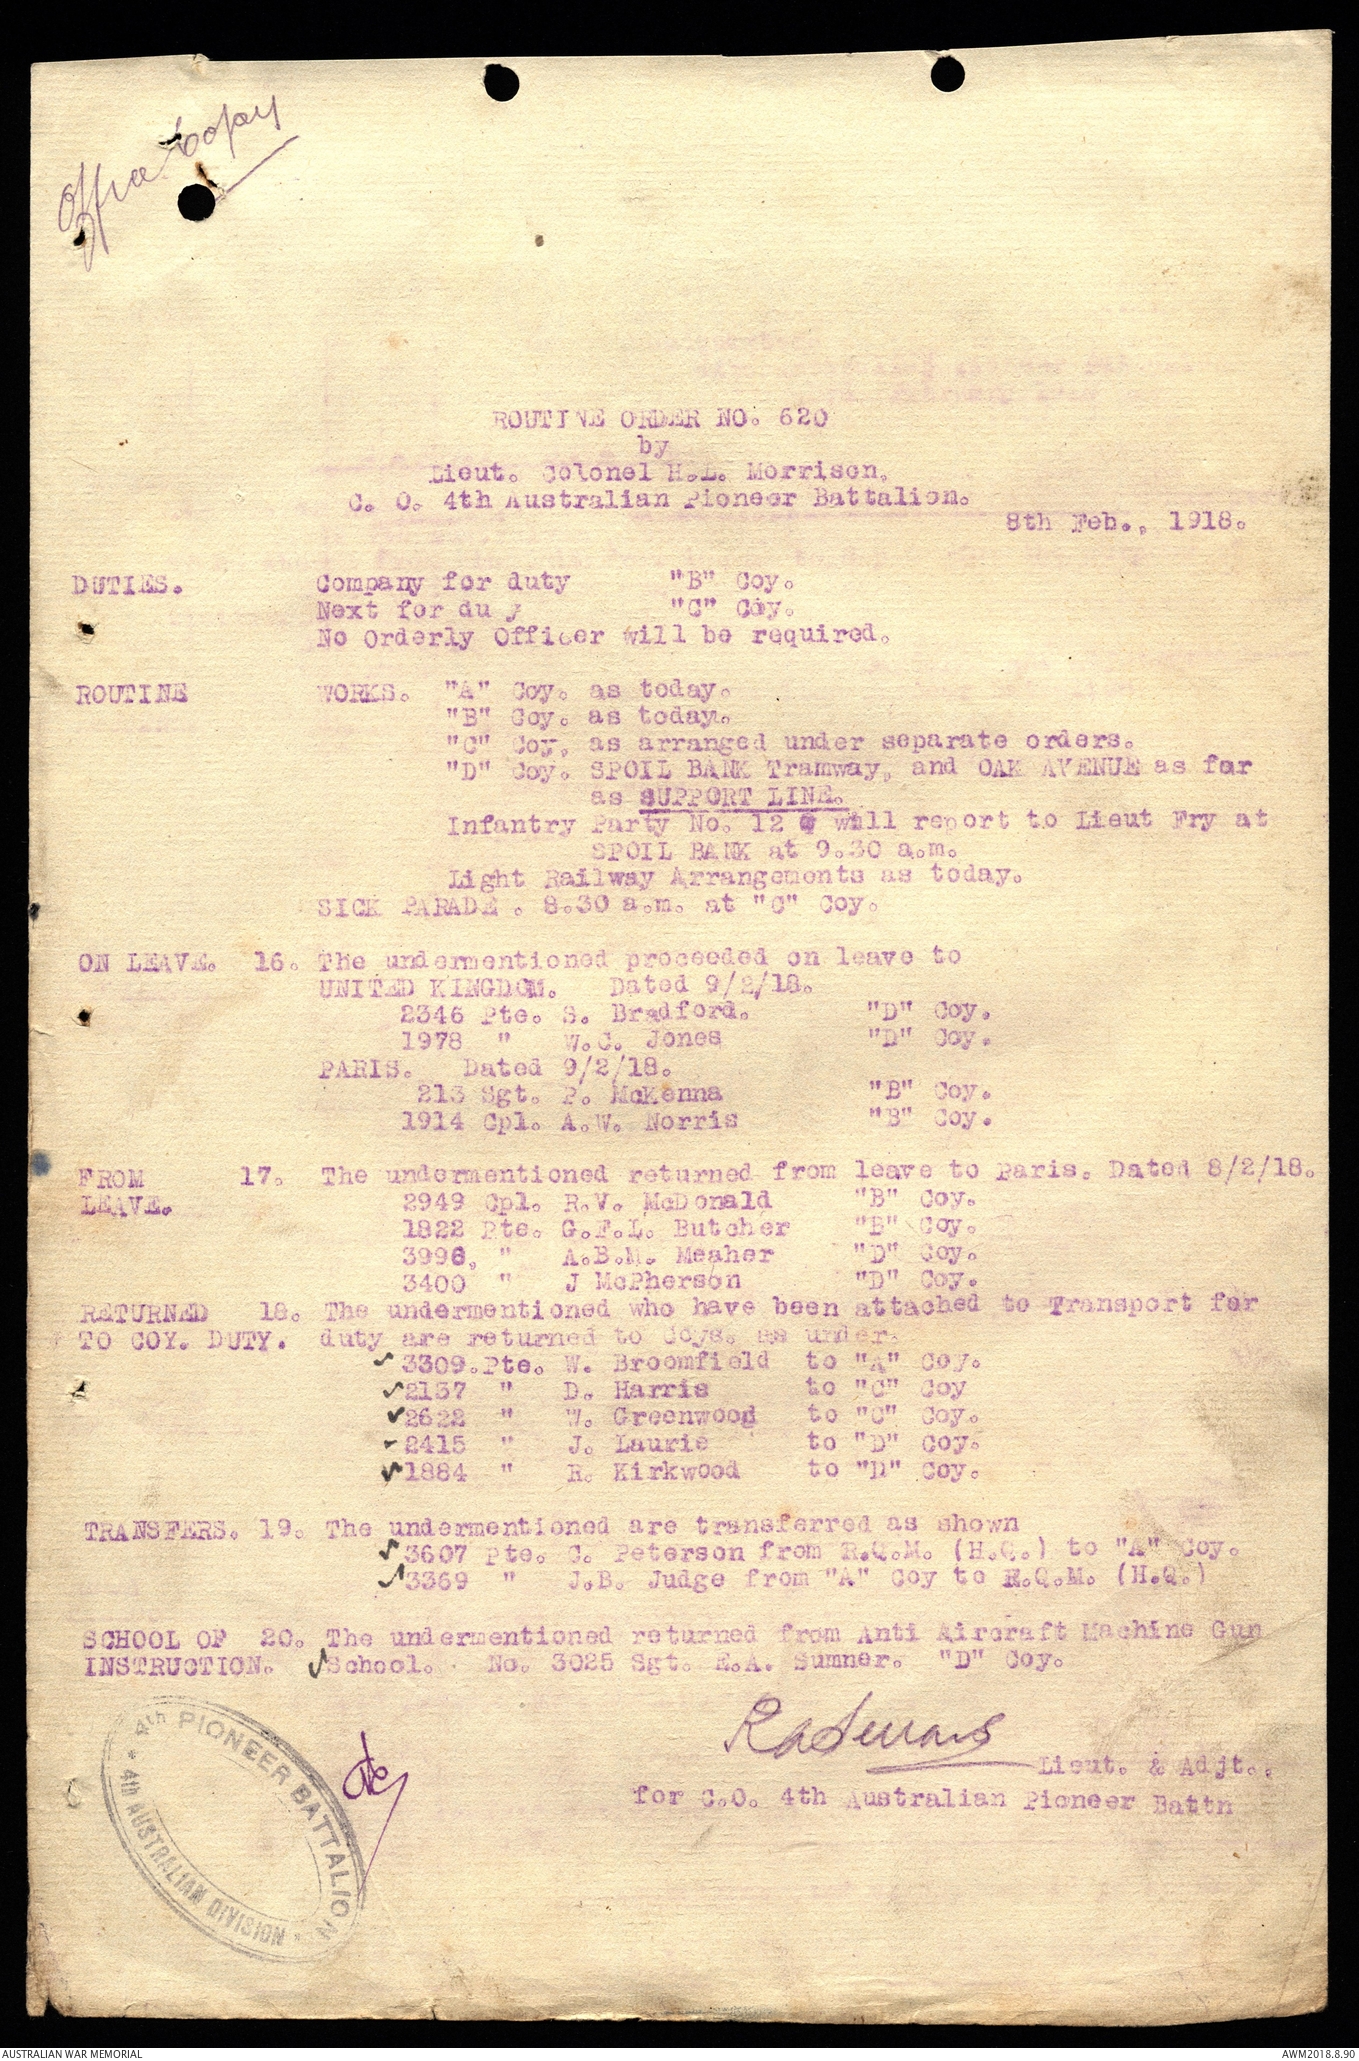 Office Copy
ROUTINE ORDER NO. 620
by
Lieut. Colonel H.L. Morrison,
C. O. 4th Australian Pioneer Battalion.
8th Feb., 1918.
DUTIES. Company for duty "B" Coy.
Next for du y "C" Coy.
No Orderly Officer will be required.
ROUTINE WORKS. "A" Coy. as today.
"B" Coy. as today.
"C" Coy. as arranged under separate orders.
"D" Coy. SPOIL BANK Tramway, and OAK AVENUE as far
as SUPPORT LINE.
Infantry Party No. 12 will report to Lieut Fry at
SPOIL BANK at 9.30 a.m.
Light Railway Arrangements as today.
SICK PARADE . 8.30 a.m. at "C" Coy.
ON LEAVE. 16. The undermentioned proceeded on leave to
UNITED KINGDOM. Dated 9/2/18.
2346 Pte. S. Bradford. "D" Coy.
1978 " W.C. Jones "D" Coy.
PARIS. Dated 9/2/18.
213 Sgt. P. McKenna "B" Coy.
1914 Cpl. A.W. Norris "B" Coy.
FROM 17. The undermentioned returned from leave to Paris. Dated 8/2/18.
LEAVE. 2949 Cpl. R.V. McDonald "B" Coy.
1822 Pte. G.F.L. Butcher "B" Coy.
3998, " A.B.M. Meaher "D" Coy.
3400 " J McPherson "D" Coy.
RETURNED 18. The undermentioned who have been attached to Transport for
TO COY. DUTY. duty are returned to Coys. as under.
✓3309.Pte. W. Broomfield to "A" Coy.
✓2137 " D. Harris to "C" Coy
✓2622 " W. Greenwood to "C" Coy.
✓2415 " J. Laurie to "D" Coy.
✓1884 " R. Kirkwood to "D" Coy.
TRANSFERS. 19. The undermentioned are transferred as shown
✓3607 Pte. C. Peterson from R.Q.M. (H.Q.) to "A" Coy.
✓3369 " J.B. Judge from "A" Coy to R.Q.M. (H.Q.)
SCHOOL OF 20. The undermentioned returned from Anti Aircraft Machine Gun
INSTRUCTION. ✓School. No. 3025 Sgt. E.A. Sumner. "D" Coy.
Lieut. & Adjt..
for C.O. 4th Australian Pioneer Battn
4th PIONEER BATTALION
* 4th AUSTRALIAN DIVISION *
AUSTRALIAN WAR MEMORIAL
AWM2018.8.90